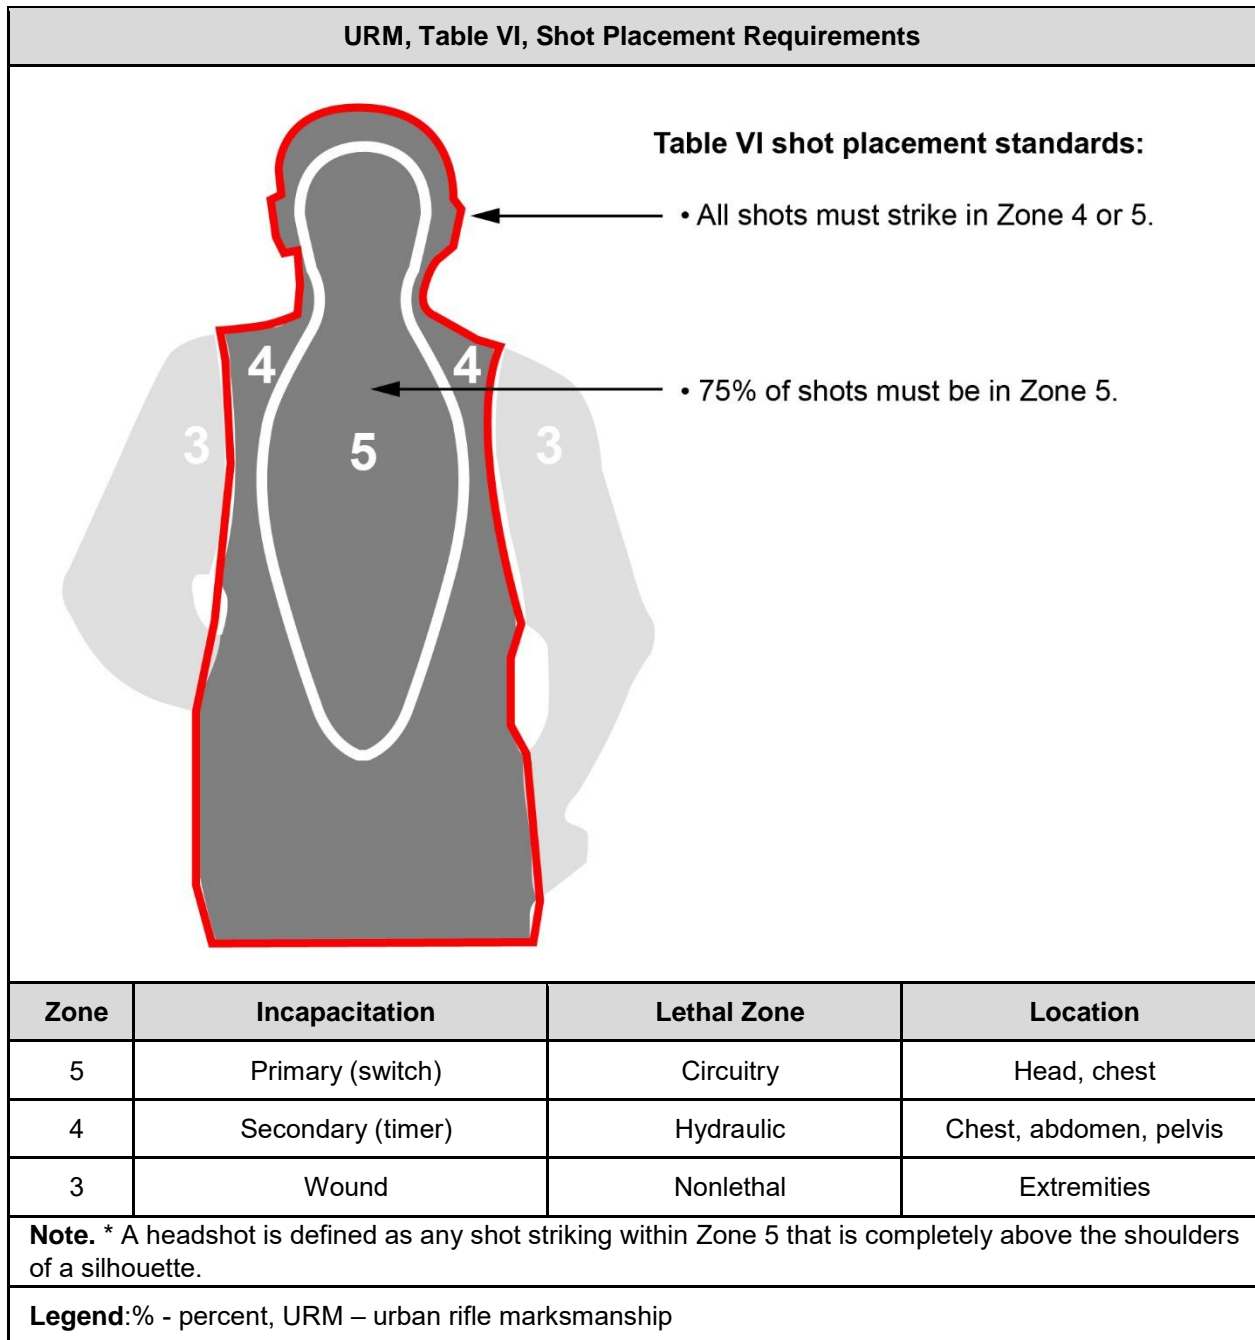 URM, Table VI, Shot Placement Requirements
Table VI shot placement standards:
• All shots must strike in Zone 4 or 5.
4 4
• 75% of shots must be in Zone 5.
3 5 3
Zone Incapacitation Lethal Zone Location
5 Primary (switch) Circuitry Head, chest
4 Secondary (timer) Hydraulic Chest, abdomen, pelvis
3 Wound Nonlethal Extremities
Note. * A headshot is defined as any shot striking within Zone 5 that is completely above the shoulders
of a silhouette.
Legend:% - percent, URM – urban rifle marksmanship